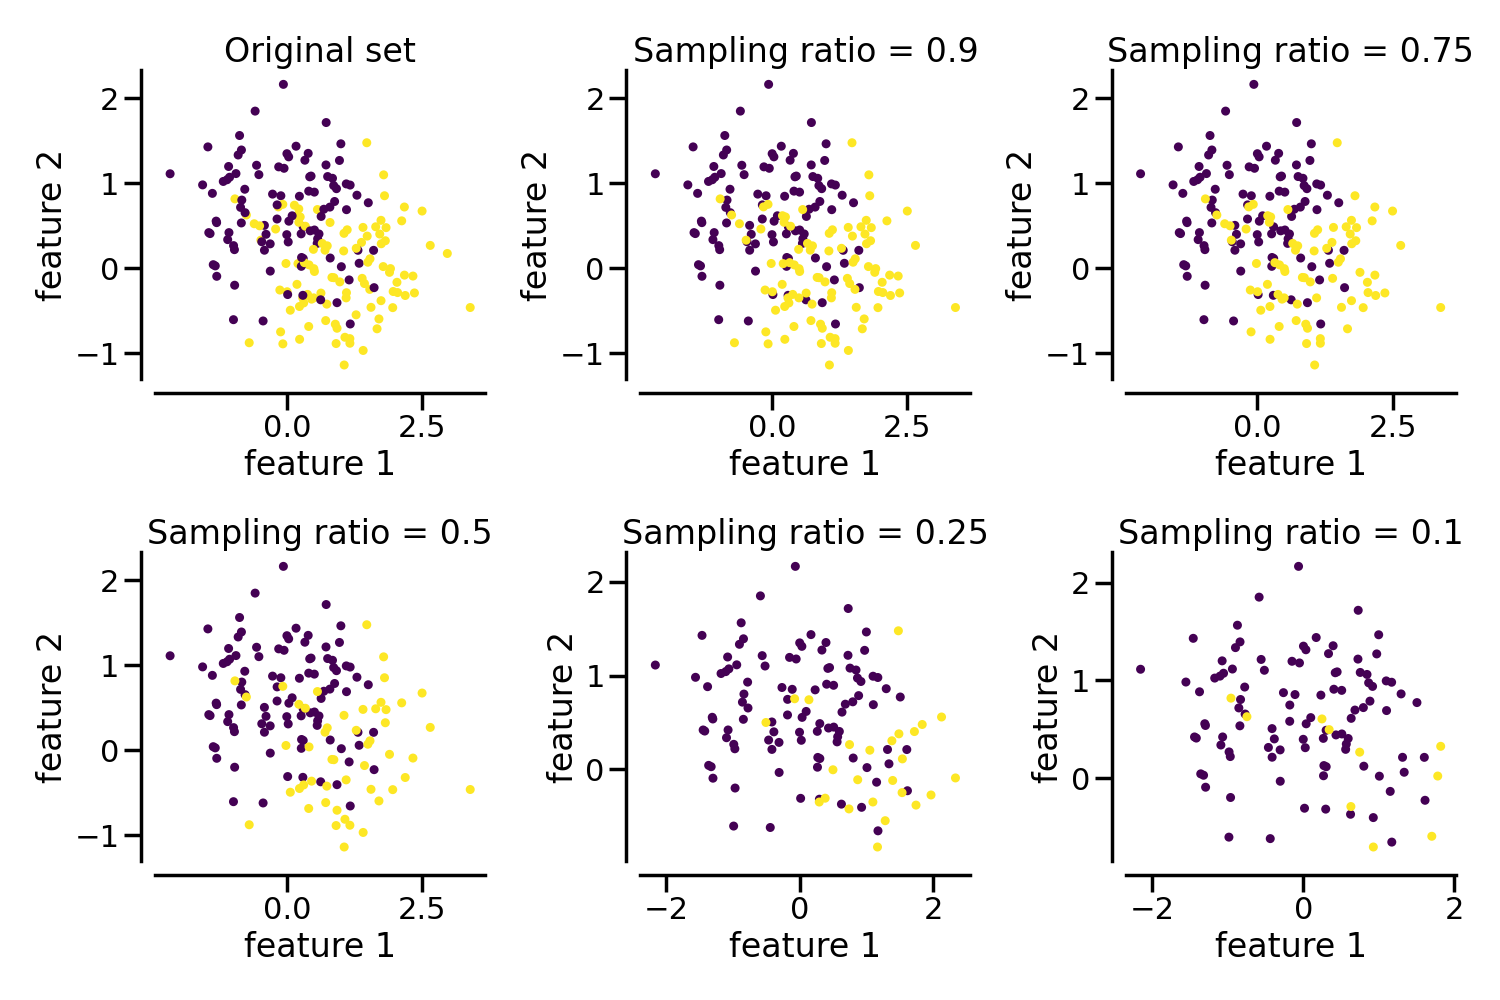 Original set
Sampling ratio = 0.9
Sampling ratio = 0.75
feature 2
2
1
0
−1
0.0
2.5
feature 1
feature 2
2
1
0
−1
0.0
2.5
feature 1
feature 2
2
1
0
−1
0.0
2.5
feature 1
Sampling ratio = 0.5
Sampling ratio = 0.25
Sampling ratio = 0.1
feature 2
2
1
0
−1
0.0
2.5
feature 1
feature 2
2
1
0
−2
0
2
feature 1
feature 2
2
1
0
−2
0
2
feature 1